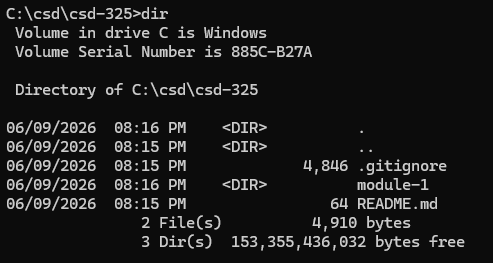 C:\csd\csd-325>dir
 Volume in drive C is Windows
 Volume Serial Number is 885C-B27A

 Directory of C:\csd\csd-325

06/09/2026  08:16 PM    <DIR>          .
06/09/2026  08:15 PM    <DIR>          ..
06/09/2026  08:15 PM             4,846 .gitignore
06/09/2026  08:16 PM    <DIR>          module-1
06/09/2026  08:15 PM                64 README.md
               2 File(s)          4,910 bytes
               3 Dir(s)  153,355,436,032 bytes free